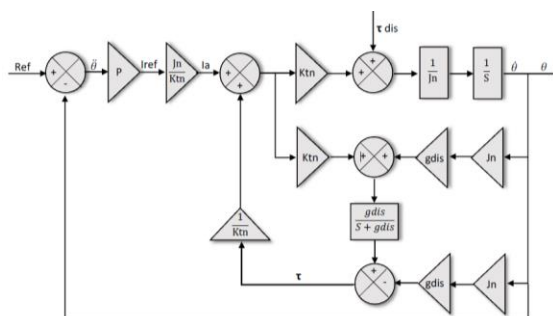 τ dis
Ref
+
-
θ̈
P
Iref
Jn
Ktn
Ia
+
+
+
Ktn
+
+
1
Jn
1
S
θ̇
θ
Ktn
+
+
gdis
Jn
gdis
S + gdis
1
Ktn
τ
+
-
gdis
Jn